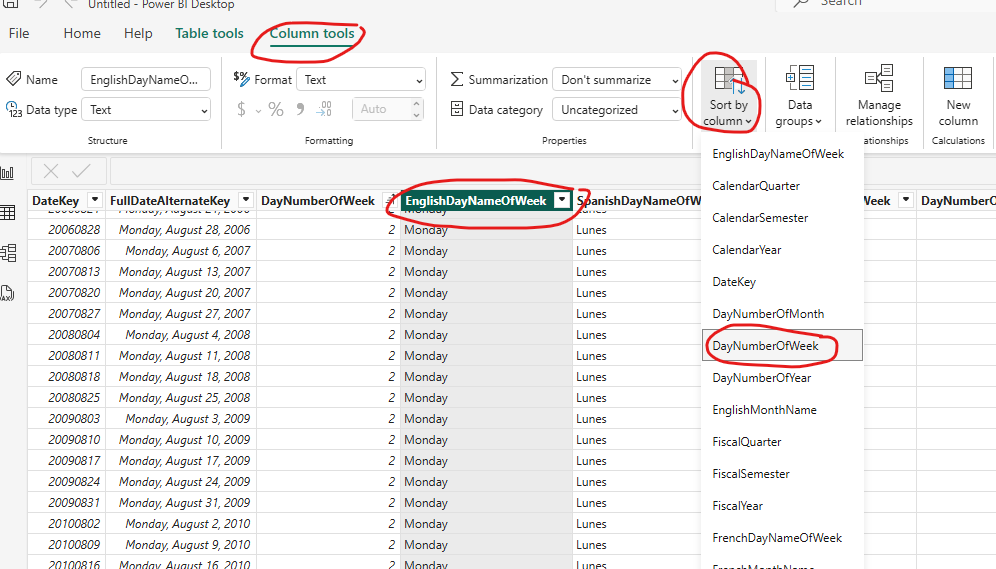 Untitled - Power BI Desktop
Search
File Home Help Table tools Column tools
Name EnglishDayNameO... $% Format Text Summarization Don't summarize Sort by column Data groups Manage relationships New column
Data type Text $ % Auto Data category Uncategorized
Structure Formatting Properties ationships Calculations
DateKey FullDateAlternateKey DayNumberOfWeek EnglishDayNameOfWeek SpanishDayNameOfW Week DayNumberO
20060828 Monday, August 28, 2006 2 Monday Lunes
20070806 Monday, August 6, 2007 2 Monday Lunes
20070813 Monday, August 13, 2007 2 Monday Lunes
20070820 Monday, August 20, 2007 2 Monday Lunes
20070827 Monday, August 27, 2007 2 Monday Lunes
20080804 Monday, August 4, 2008 2 Monday Lunes
20080811 Monday, August 11, 2008 2 Monday Lunes
20080818 Monday, August 18, 2008 2 Monday Lunes
20080825 Monday, August 25, 2008 2 Monday Lunes
20090803 Monday, August 3, 2009 2 Monday Lunes
20090810 Monday, August 10, 2009 2 Monday Lunes
20090817 Monday, August 17, 2009 2 Monday Lunes
20090824 Monday, August 24, 2009 2 Monday Lunes
20090831 Monday, August 31, 2009 2 Monday Lunes
20100802 Monday, August 2, 2010 2 Monday Lunes
20100809 Monday, August 9, 2010 2 Monday Lunes
20100816 Monday, August 16, 2010 2 Monday Lunes
EnglishDayNameOfWeek
CalendarQuarter
CalendarSemester
CalendarYear
DateKey
DayNumberOfMonth
DayNumberOfWeek
DayNumberOfYear
EnglishMonthName
FiscalQuarter
FiscalSemester
FiscalYear
FrenchDayNameOfWeek
FrenchMonthName